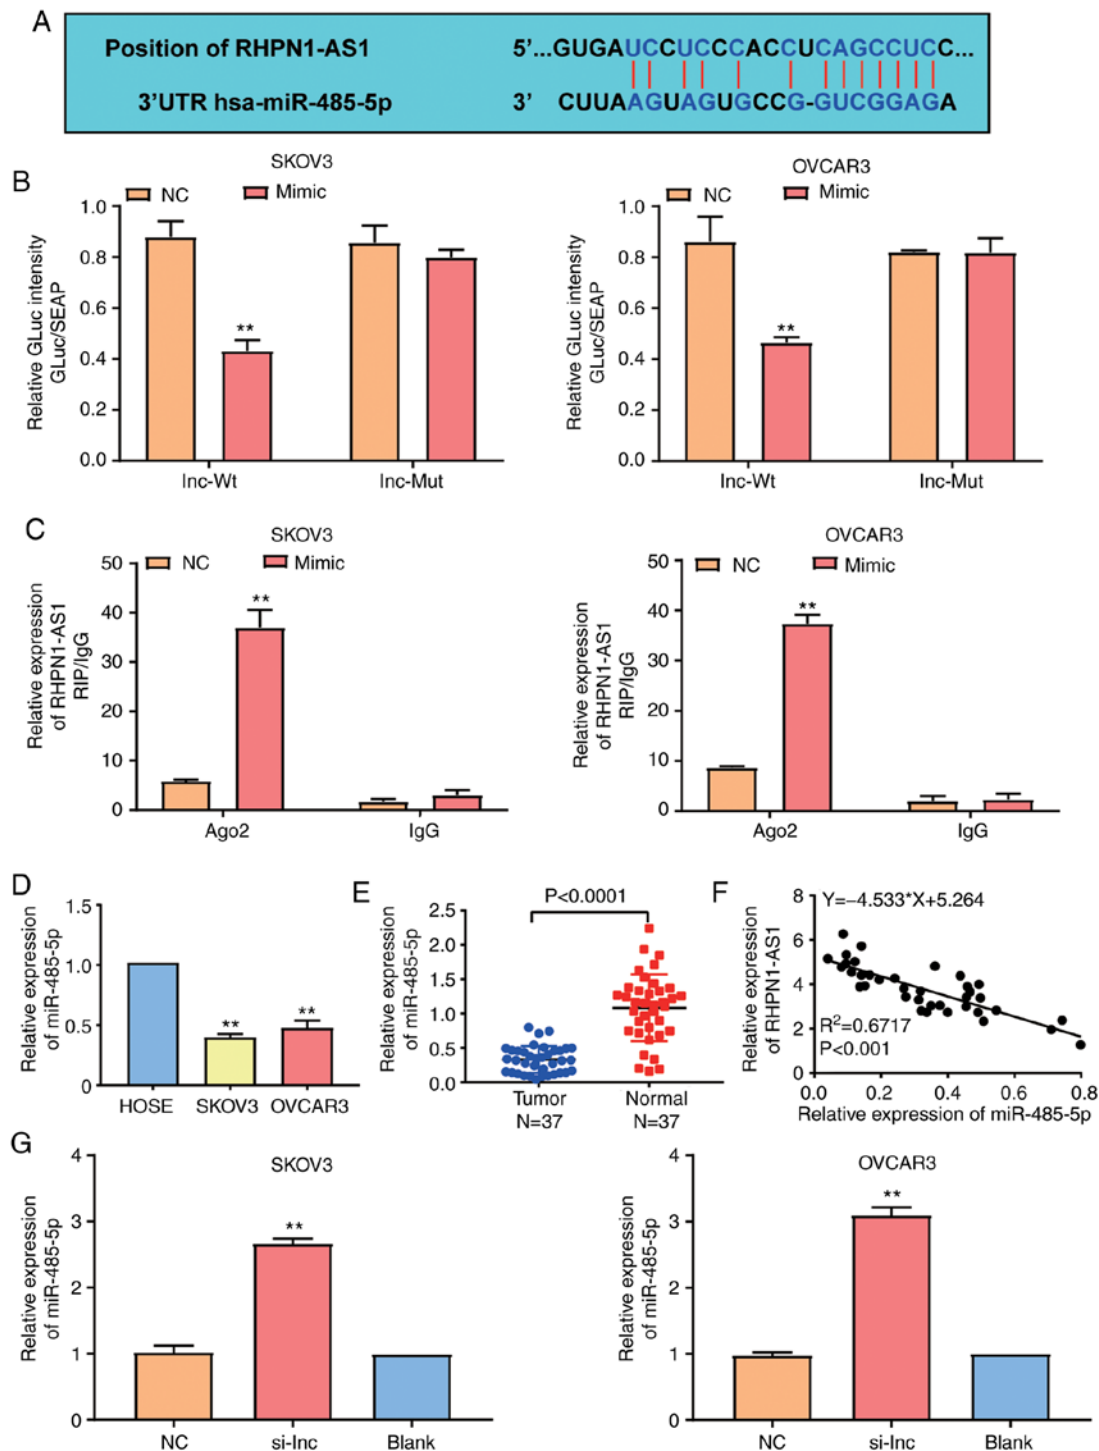 A
Position of RHPN1-AS1 5’...GUGAUCCUCCCACCUCAGCCUCC...
3’UTR hsa-miR-485-5p 3’ CUUAAGUAGUGCCG-GUCGGAGA
B
SKOV3
NC Mimic
Relative GLuc intensity
GLuc/SEAP
1.0
0.8
0.6
0.4
0.2
0.0
**
lnc-Wt lnc-Mut
OVCAR3
NC Mimic
Relative GLuc intensity
GLuc/SEAP
1.0
0.8
0.6
0.4
0.2
0.0
**
lnc-Wt lnc-Mut
C
SKOV3
NC Mimic
Relative expression
of RHPN1-AS1
RIP/IgG
50
40
30
20
10
0
**
Ago2 IgG
OVCAR3
NC Mimic
Relative expression
of RHPN1-AS1
RIP/IgG
50
40
30
20
10
0
**
Ago2 IgG
D
Relative expression
of miR-485-5p
1.5
1.0
0.5
0
** **
HOSE SKOV3 OVCAR3
E
Relative expression
of miR-485-5p
P<0.0001
2.5
2.0
1.5
1.0
0.5
0.0
Tumor Normal
N=37 N=37
F
Relative expression
of RHPN1-AS1
8
6
4
2
0
Y=−4.533*X+5.264
R²=0.6717
P<0.001
0.0 0.2 0.4 0.6 0.8
Relative expression of miR-485-5p
G
SKOV3
Relative expression
of miR-485-5p
4
3
2
1
0
**
NC si-lnc Blank
OVCAR3
Relative expression
of miR-485-5p
4
3
2
1
0
**
NC si-lnc Blank